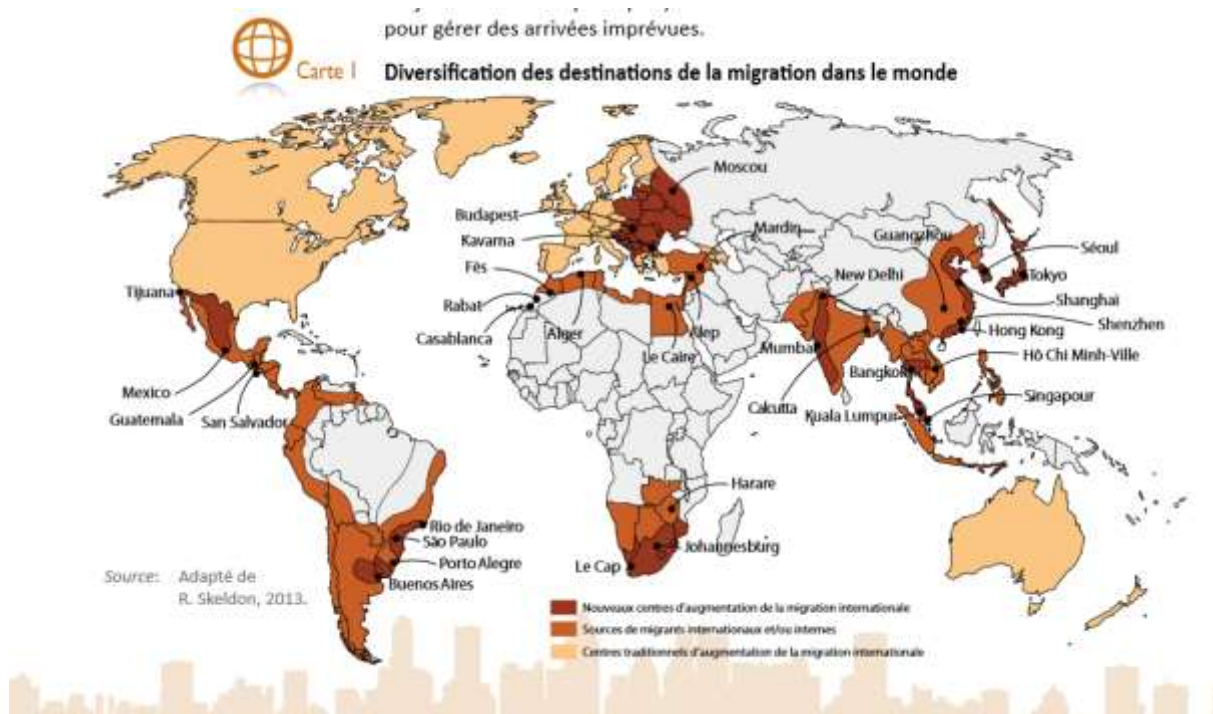 pour gérer des arrivées imprévues.
Carte 1
Diversification des destinations de la migration dans le monde
Moscou
Budapest
Kavarna
Mardin
Guangzhou
Séoul
Fès
New Delhi
Tokyo
Tijuana
Rabat
Shanghai
Casablanca
Alger
Alep
Shenzhen
Hong Kong
Le Caire
Mumbai
Hô Chi Minh-Ville
Mexico
Bangkok
Guatemala
San Salvador
Calcutta
Kuala Lumpur
Singapour
Harare
Rio de Janeiro
São Paulo
Johannesburg
Porto Alegre
Le Cap
Buenos Aires
Source: Adapté de
R. Skeldon, 2013.
Nouveaux centres d'augmentation de la migration internationale
Sources de migrants internationaux et/ou internes
Centres traditionnels d'augmentation de la migration internationale